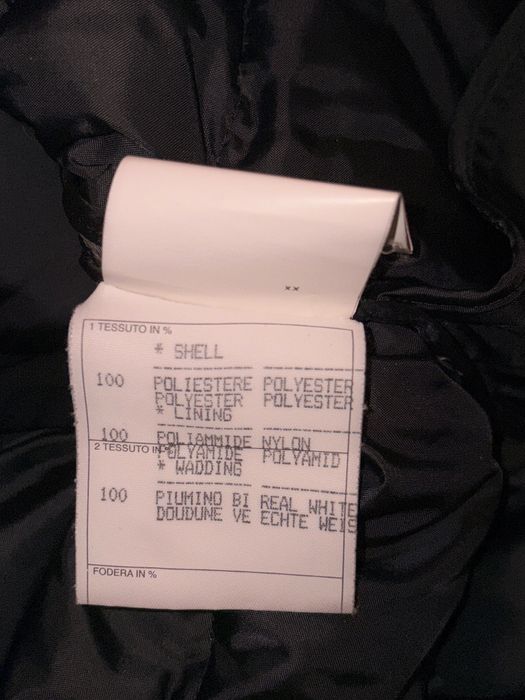 xx
1 TESSUTO IN %
* SHELL
100 POLIESTERE POLYESTER
POLYESTER POLYESTER
* LINING
100 POLIAMMIDE NYLON
2 TESSUTO IN %
POLYAMIDE POLYAMID
* WADDING
100 PIUMINO BI REAL WHITE
DOUDUNE VE ECHTE WEIS
FODERA IN %